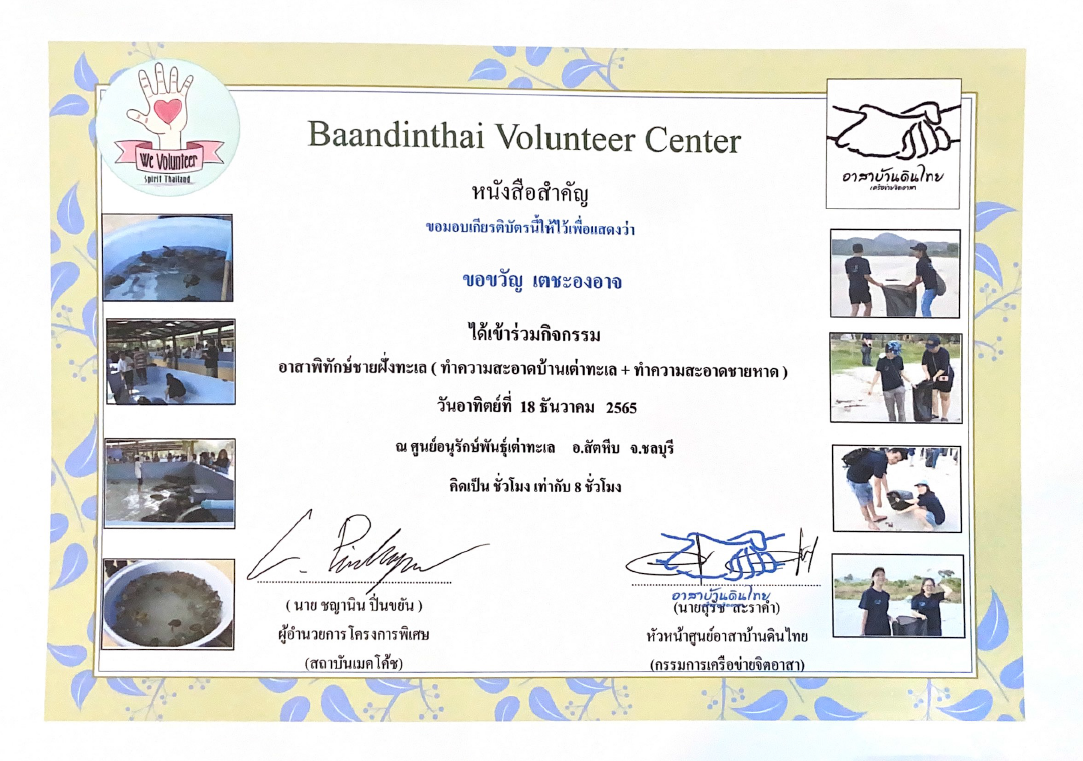 We Volunteer
Spirit Thailand
Baandinthai Volunteer Center
อาสาบ้านดินไทย
เครือข่ายจิตอาสา
หนังสือสำคัญ
ขอมอบเกียรติบัตรนี้ให้ไว้เพื่อแสดงว่า
ขอขวัญ เตชะองอาจ
ได้เข้าร่วมกิจกรรม
อาสาพิทักษ์ชายฝั่งทะเล ( ทำความสะอาดบ้านเต่าทะเล + ทำความสะอาดชายหาด )
วันอาทิตย์ที่ 18 ธันวาคม 2565
ณ ศูนย์อนุรักษ์พันธุ์เต่าทะเล อ.สัตหีบ จ.ชลบุรี
คิดเป็น ชั่วโมง เท่ากับ 8 ชั่วโมง
อาสาบ้านดินไทย
( นาย ชญานิน ปิ่นขยัน )
(นายสุรัช สะราคำ)
ผู้อำนวยการโครงการพิเศษ
หัวหน้าศูนย์อาสาบ้านดินไทย
(สถาบันเมคโค้ช)
(กรรมการเครือข่ายจิตอาสา)